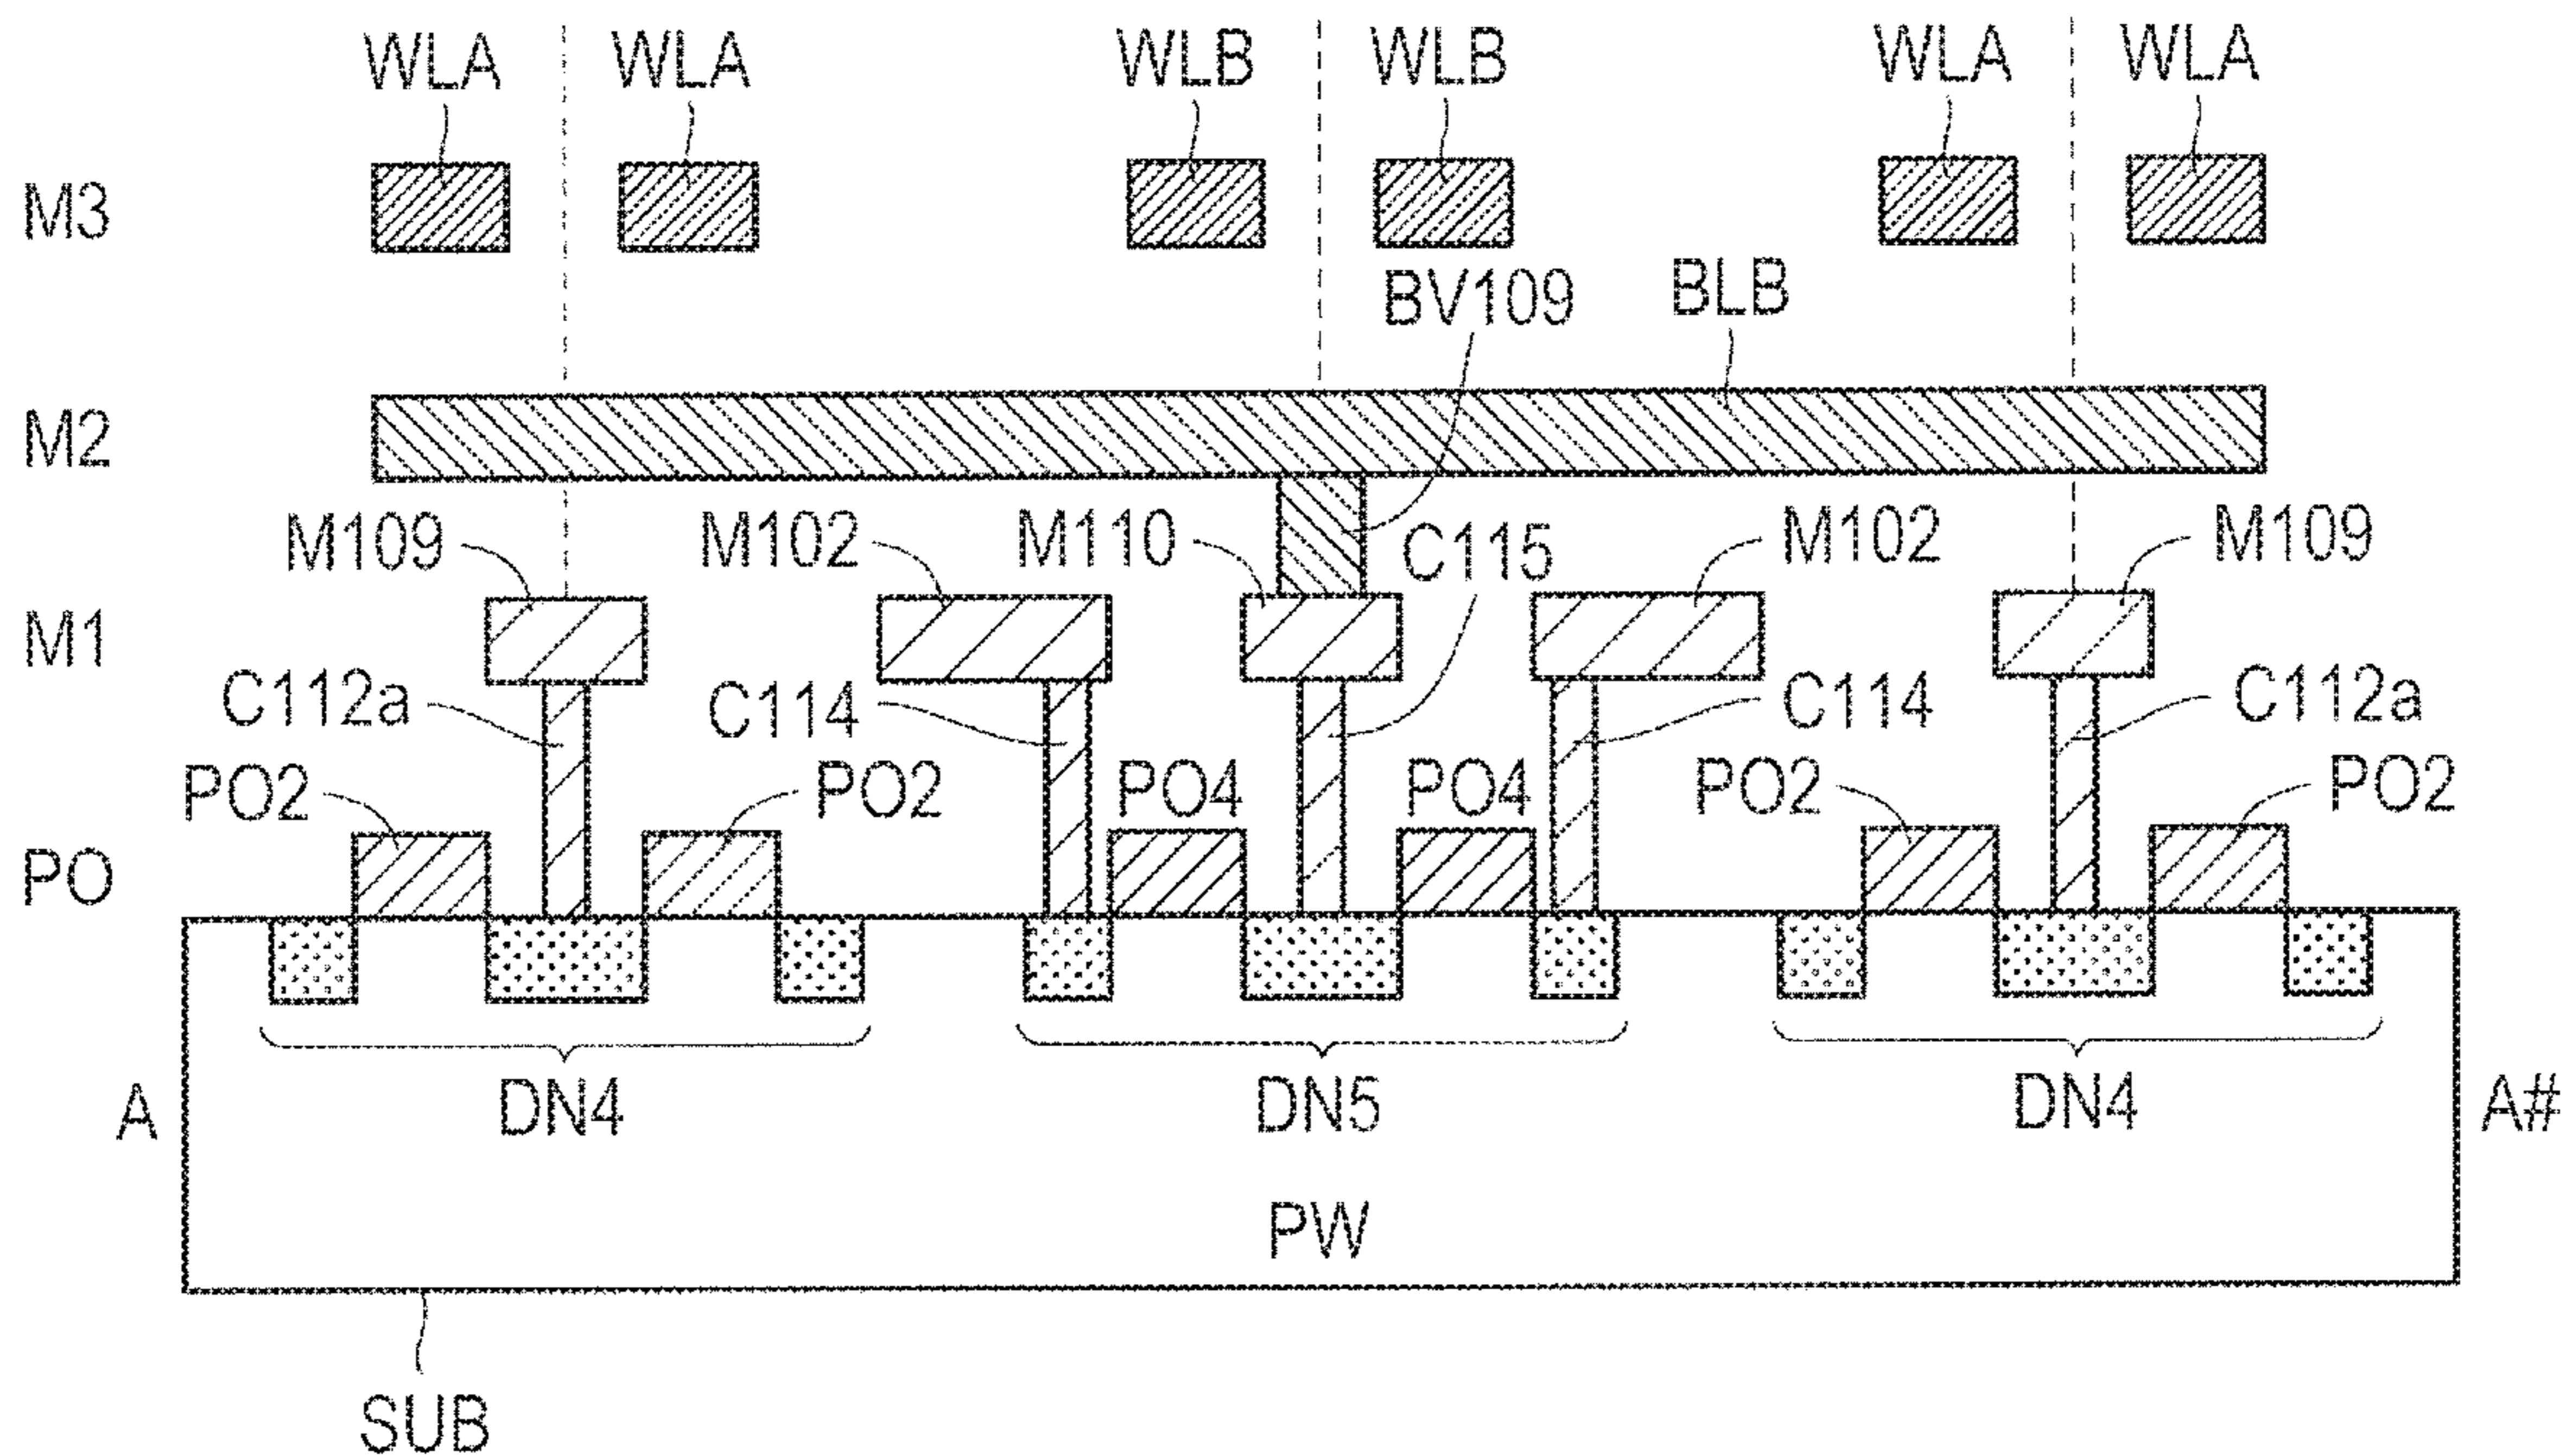 WLA WLA WLB WLB WLA WLA
M3
BV109 BLB
M2
M109 M102 M110 C115 M102 M109
M1
C112a C114 C114 C112a
PO2 PO2 PO4 PO4 PO2 PO2
PO
A DN4 DN5 DN4 A#
PW
SUB